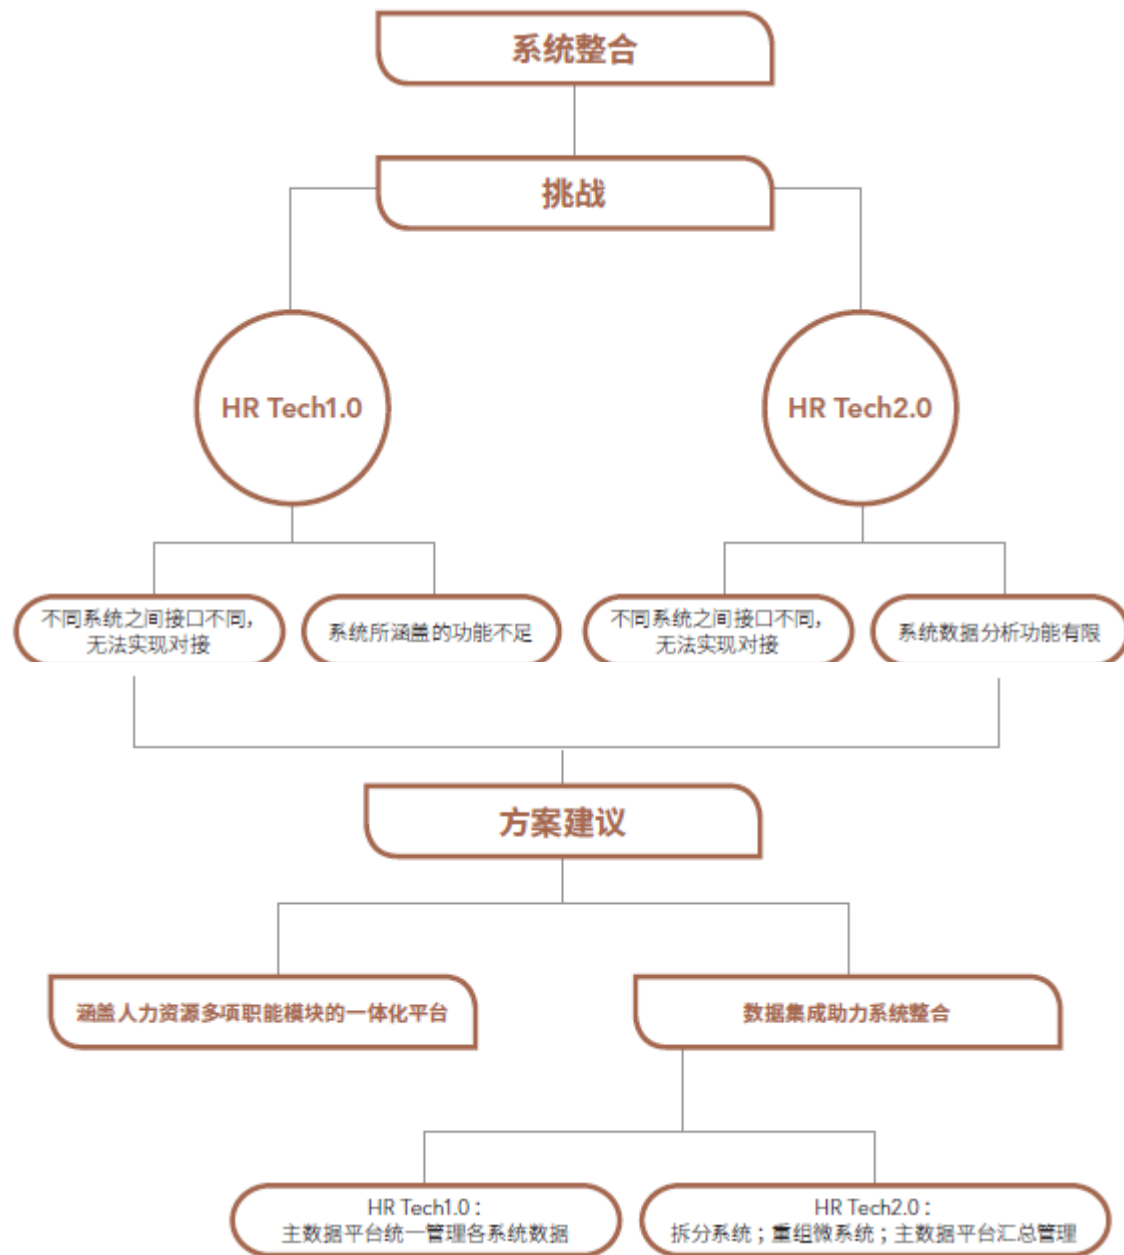 系统整合
挑战
HR Tech1.0
HR Tech2.0
不同系统之间接口不同，
无法实现对接
系统所涵盖的功能不足
不同系统之间接口不同，
无法实现对接
系统数据分析功能有限
方案建议
涵盖人力资源多项职能模块的一体化平台
数据集成助力系统整合
HR Tech1.0：
主数据平台统一管理各系统数据
HR Tech2.0：
拆分系统；重组微系统；主数据平台汇总管理